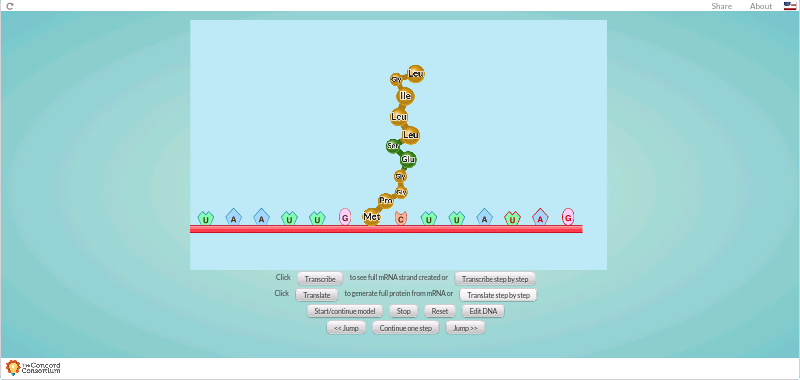 Share About
Gly Leu
Ile
Leu
Leu
Ser
Glu
Gly
Gly
Pro
Met
U A A U U G C U U A U A G
Click Transcribe to see full mRNA strand created or Transcribe step by step
Click Translate to generate full protein from mRNA or Translate step by step
Start/continue model Stop Reset Edit DNA
<< Jump Continue one step Jump >>
The Concord
Consortium